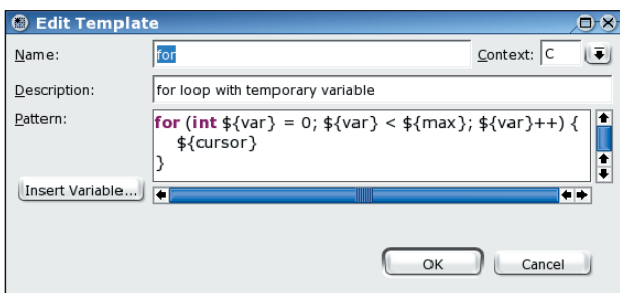 Edit Template
Name: for Context: C
Description: for loop with temporary variable
Pattern: for (int ${var} = 0; ${var} < ${max}; ${var}++) {
${cursor}
}
Insert Variable...
OK Cancel